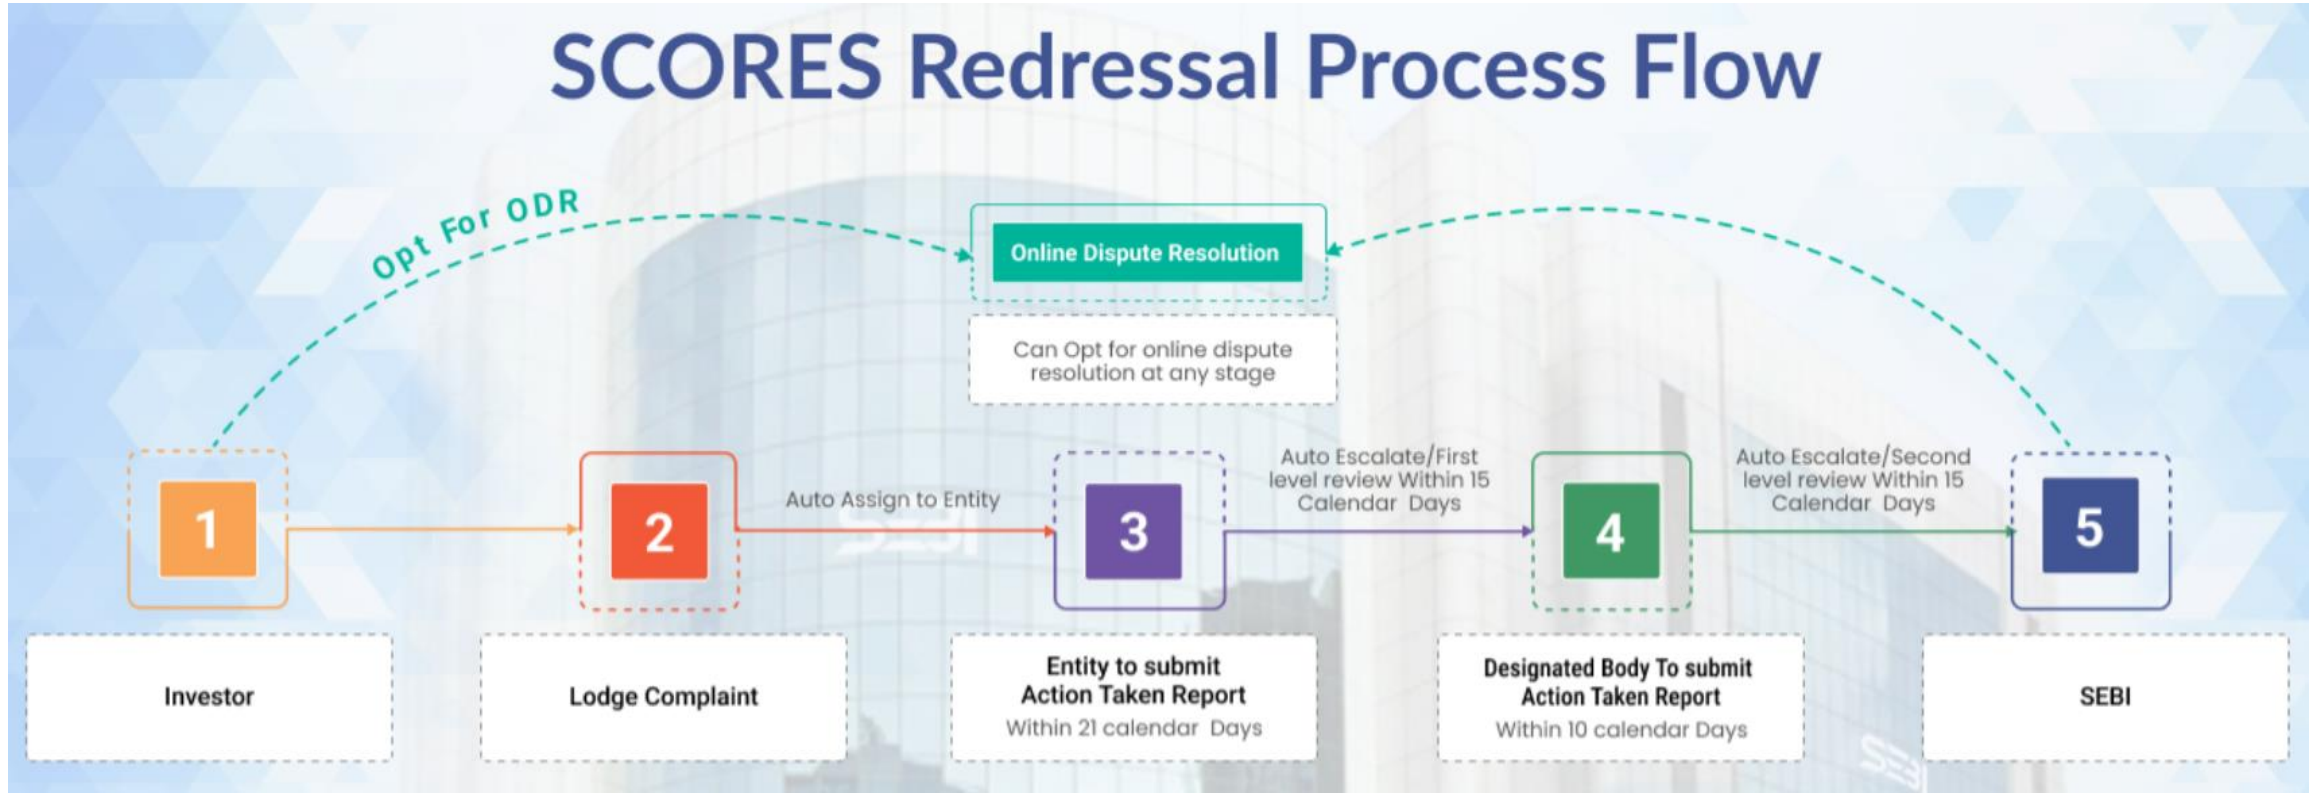 SCORES Redressal Process Flow
Opt For ODR
Online Dispute Resolution
Can Opt for online dispute
resolution at any stage
1
2
Auto Assign to Entity
3
Auto Escalate/First
level review Within 15
Calendar Days
4
Auto Escalate/Second
level review Within 15
Calendar Days
5
SEBI
Investor
Lodge Complaint
Entity to submit
Action Taken Report
Within 21 calendar Days
Designated Body To submit
Action Taken Report
Within 10 calendar Days
SEBI
SEBI